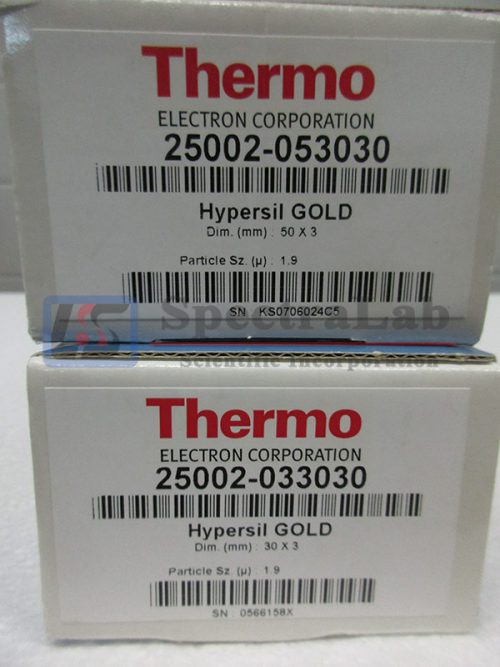 Thermo
ELECTRON CORPORATION
25002-053030
Hypersil GOLD
Dim. (mm) : 50 X 3
Particle Sz. (µ) : 1.9
SN : KS0706024C5
SpectraLab
Scientific Incorporation
Thermo
ELECTRON CORPORATION
25002-033030
Hypersil GOLD
Dim. (mm) : 30 X 3
Particle Sz. (µ) : 1.9
SN : 0566158X